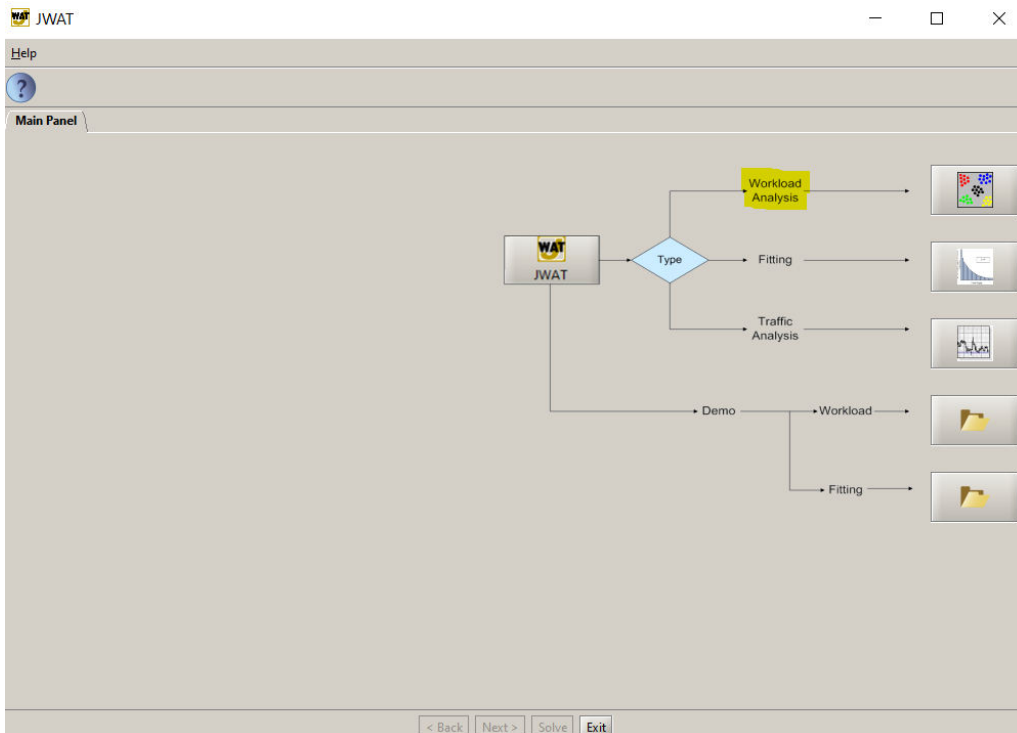 WAT JWAT
Help
?
Main Panel
Workload
Analysis
WAT
JWAT
Type
Fitting
Traffic
Analysis
Demo
Workload
Fitting
< Back Next > Solve Exit